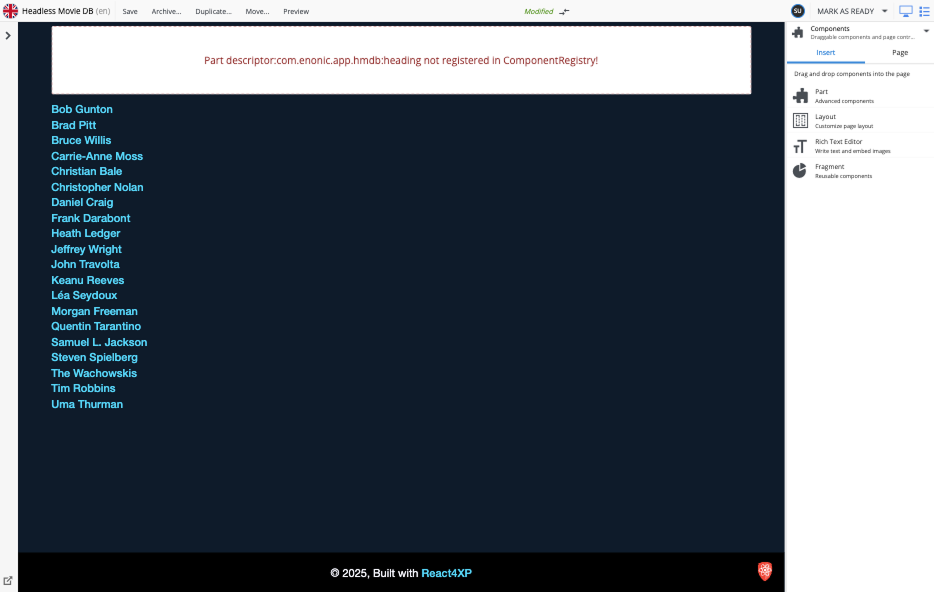 Headless Movie DB (en)
Save
Archive...
Duplicate...
Move...
Preview
Modified
SU
MARK AS READY
Components
Draggable components and page contr...
Insert
Page
Drag and drop components into the page
Part
Advanced components
Layout
Customize page layout
Rich Text Editor
Write text and embed images
Fragment
Reusable components
Part descriptor:com.enonic.app.hmdb:heading not registered in ComponentRegistry!
Bob Gunton
Brad Pitt
Bruce Willis
Carrie-Anne Moss
Christian Bale
Christopher Nolan
Daniel Craig
Frank Darabont
Heath Ledger
Jeffrey Wright
John Travolta
Keanu Reeves
Léa Seydoux
Morgan Freeman
Quentin Tarantino
Samuel L. Jackson
Steven Spielberg
The Wachowskis
Tim Robbins
Uma Thurman
© 2025, Built with React4XP